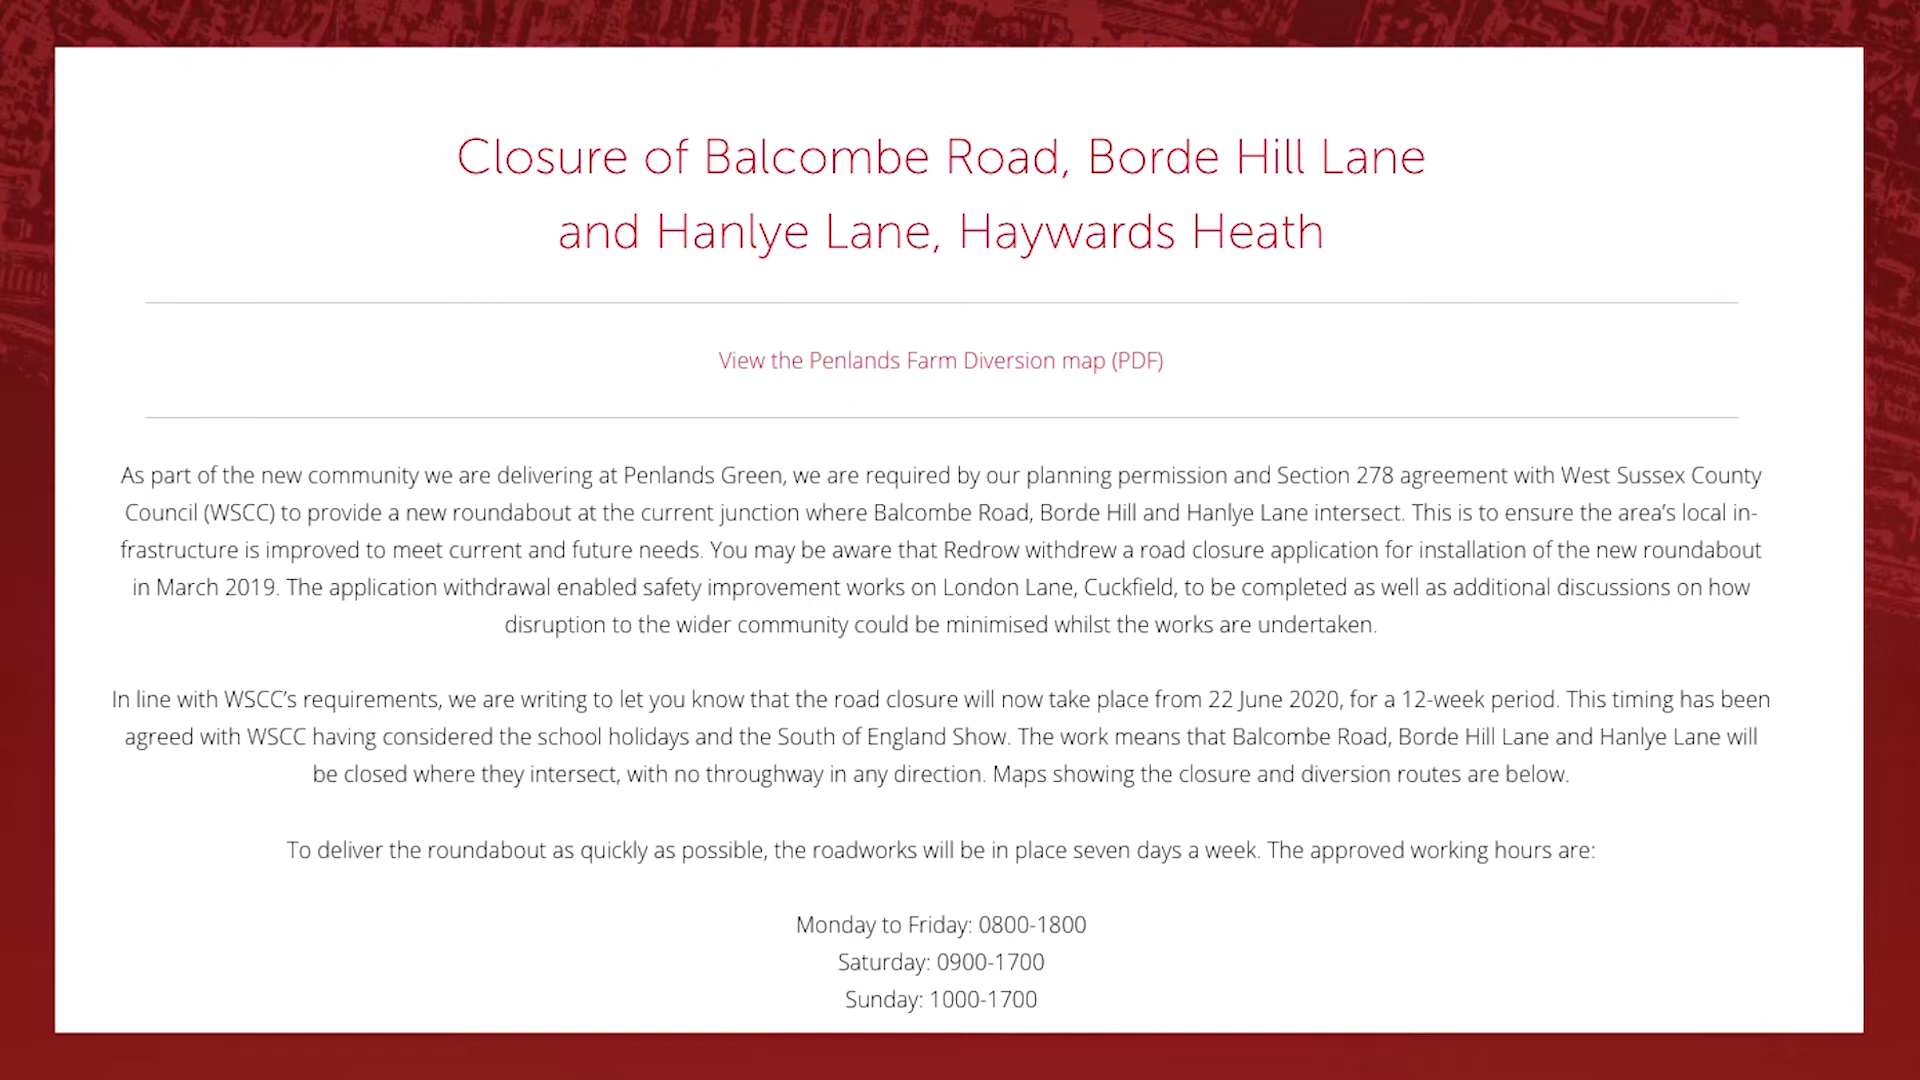 Closure of Balcombe Road, Borde Hill Lane
and Hanlye Lane, Haywards Heath
View the Penlands Farm Diversion map (PDF)
As part of the new community we are delivering at Penlands Green, we are required by our planning permission and Section 278 agreement with West Sussex County
Council (WSCC) to provide a new roundabout at the current junction where Balcombe Road, Borde Hill and Hanlye Lane intersect. This is to ensure the area’s local in-
frastructure is improved to meet current and future needs. You may be aware that Redrow withdrew a road closure application for installation of the new roundabout
in March 2019. The application withdrawal enabled safety improvement works on London Lane, Cuckfield, to be completed as well as additional discussions on how
disruption to the wider community could be minimised whilst the works are undertaken.
In line with WSCC’s requirements, we are writing to let you know that the road closure will now take place from 22 June 2020, for a 12-week period. This timing has been
agreed with WSCC having considered the school holidays and the South of England Show. The work means that Balcombe Road, Borde Hill Lane and Hanlye Lane will
be closed where they intersect, with no throughway in any direction. Maps showing the closure and diversion routes are below.
To deliver the roundabout as quickly as possible, the roadworks will be in place seven days a week. The approved working hours are:
Monday to Friday: 0800-1800
Saturday: 0900-1700
Sunday: 1000-1700